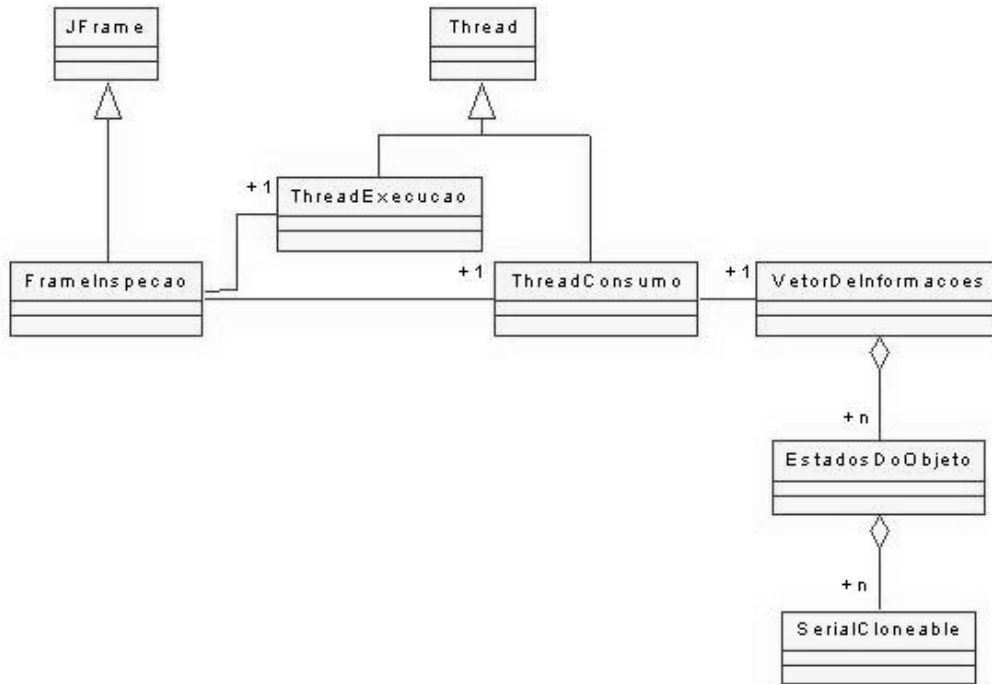 JFrame
Thread
+ 1
ThreadExecucao
FrameInspecao
+ 1
ThreadConsumo
+ 1
VetorDeInformacoes
+ n
EstadosDoObjeto
+ n
SerialCloneable